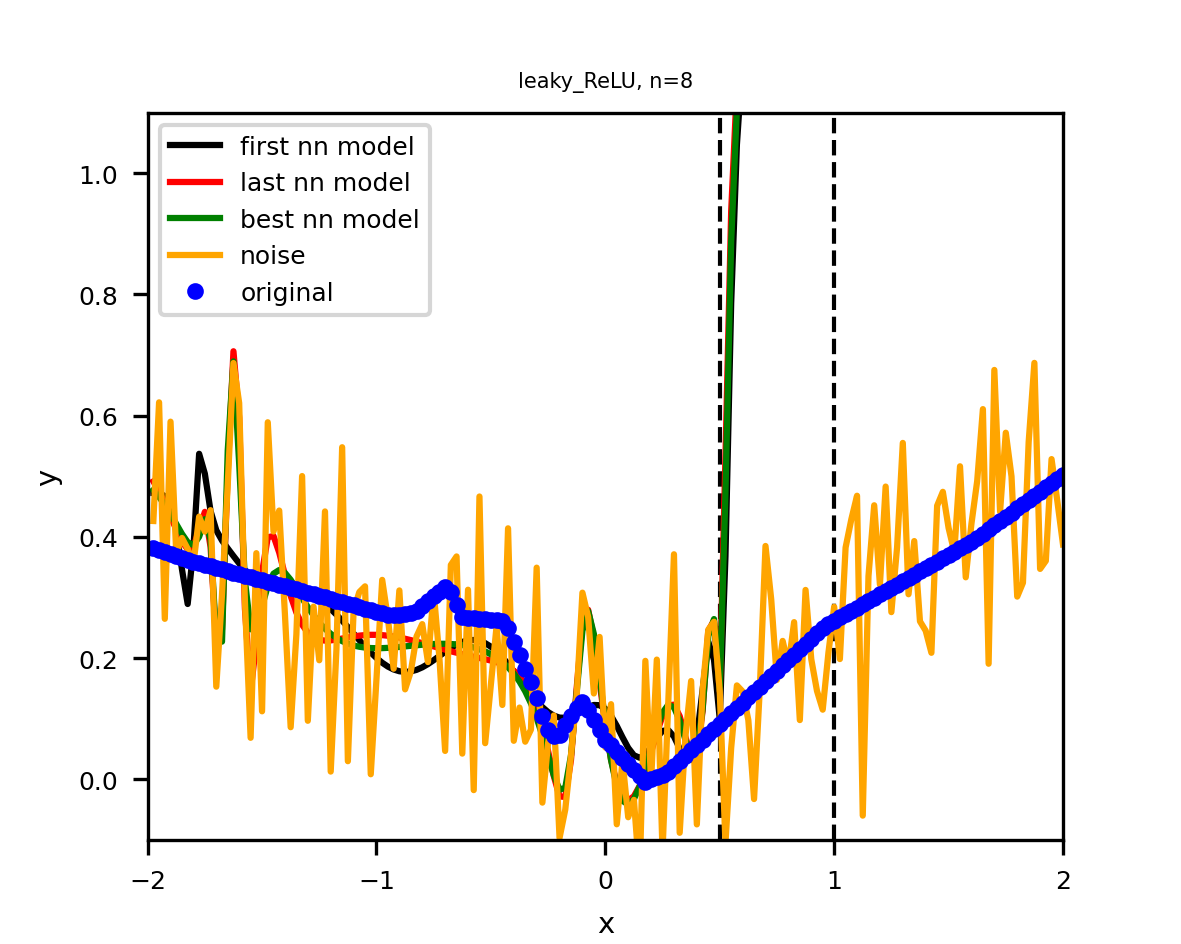 leaky_ReLU, n=8
first nn model
last nn model
best nn model
noise
original
1.0
0.8
0.6
0.4
0.2
0.0
y
−2
−1
0
1
2
x